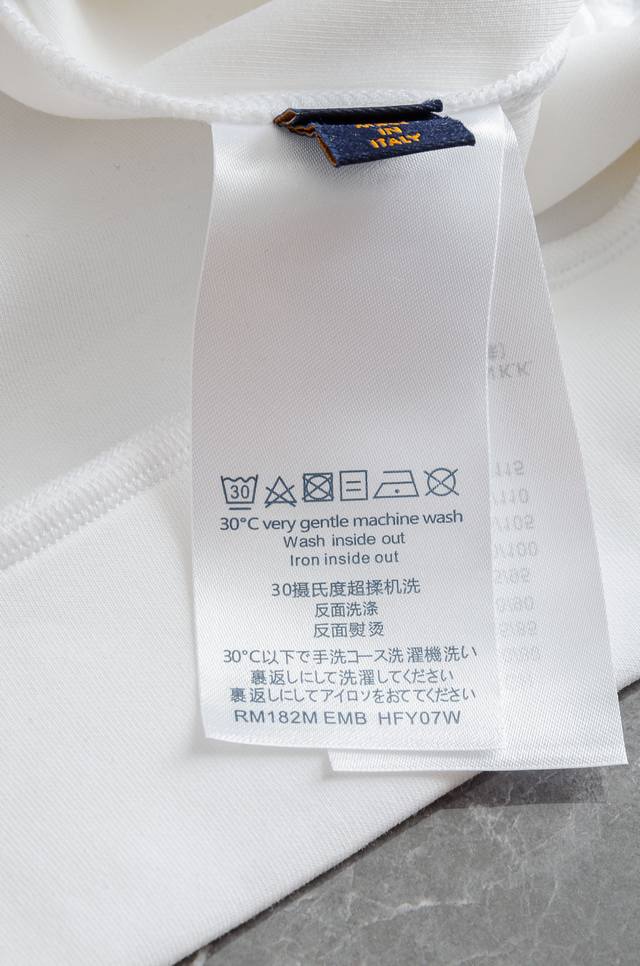 MADE
IN
ITALY
30
30°C very gentle machine wash
Wash inside out
Iron inside out
30摄氏度超揉机洗
反面洗涤
反面熨烫
30°C以下で手洗コース洗濯機洗い
裏返しにして洗濯してください
裏返しにしてアイロソをおててください
RM182M EMB HFY07W